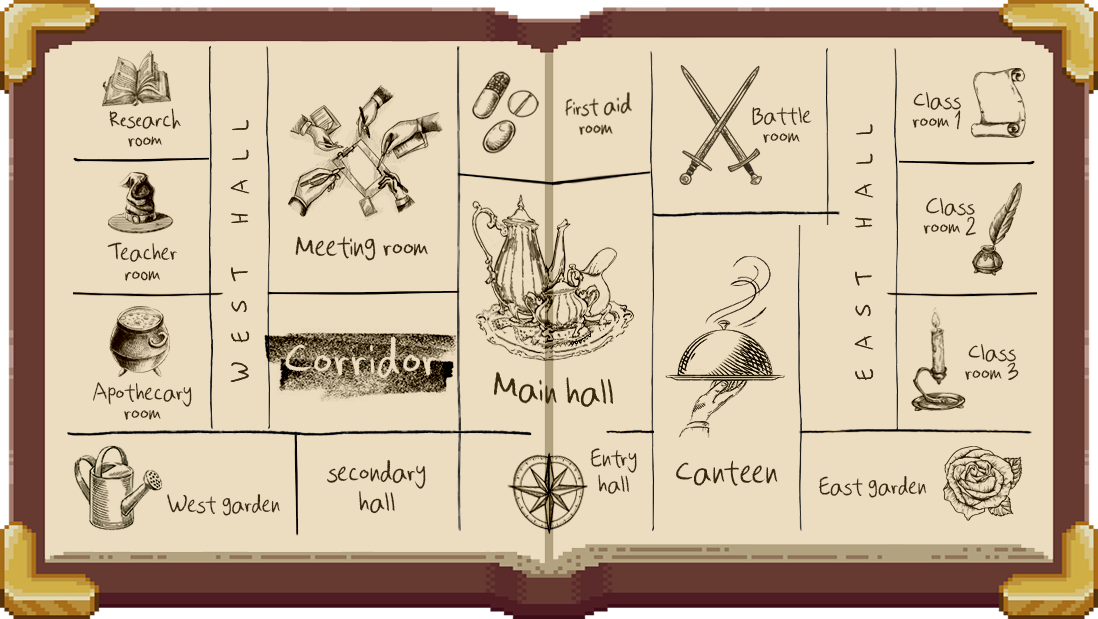 Research
room
Teacher
room
Apothecary
room
WEST HALL
Meeting room
Corridor
First aid
room
Main hall
Battle
room
Canteen
EAST HALL
Class
room 1
Class
room 2
Class
room 3
West garden
secondary
hall
Entry
hall
East garden